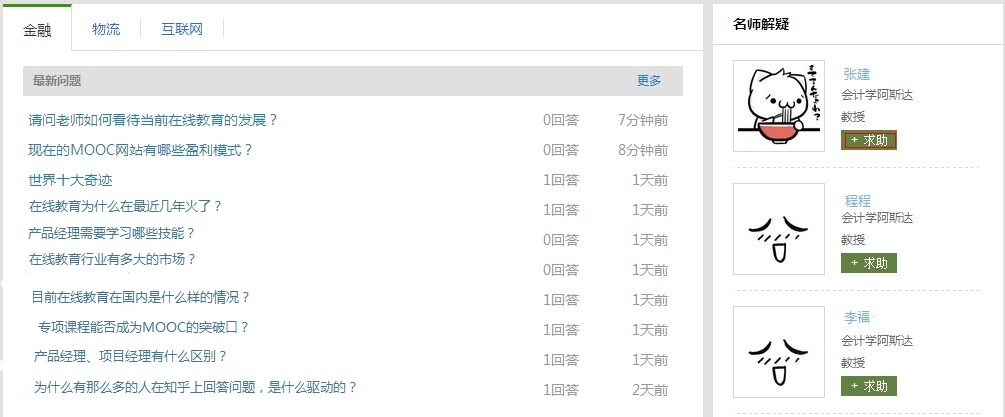 金融 物流 互联网
最新问题 更多
请问老师如何看待当前在线教育的发展？ 0回答 7分钟前
现在的MOOC网站有哪些盈利模式？ 0回答 8分钟前
世界十大奇迹 1回答 1天前
在线教育为什么在最近几年火了？ 1回答 1天前
产品经理需要学习哪些技能？ 0回答 1天前
在线教育行业有多大的市场？ 0回答 1天前
目前在线教育在国内是什么样的情况？ 1回答 1天前
专项课程能否成为MOOC的突破口？ 1回答 1天前
产品经理、项目经理有什么区别？ 1回答 1天前
为什么有那么多的人在知乎上回答问题，是什么驱动的？ 1回答 2天前
名师解疑
张建
会计学阿斯达
教授
+ 求助
程程
会计学阿斯达
教授
+ 求助
李福
会计学阿斯达
教授
+ 求助